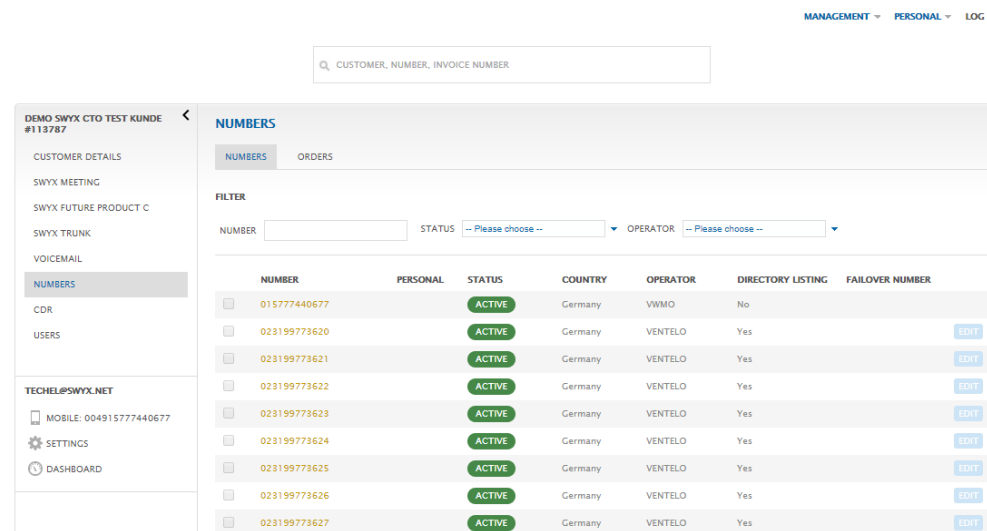 MANAGEMENT PERSONAL LOG
CUSTOMER, NUMBER, INVOICE NUMBER
DEMO SWYX CTO TEST KUNDE
#113787
CUSTOMER DETAILS
SWYX MEETING
SWYX FUTURE PRODUCT C
SWYX TRUNK
VOICEMAIL
NUMBERS
CDR
USERS
TECHEL@SWYX.NET
MOBILE: 004915777440677
SETTINGS
DASHBOARD
NUMBERS
NUMBERS ORDERS
FILTER
NUMBER STATUS -- Please choose -- OPERATOR -- Please choose --
NUMBER PERSONAL STATUS COUNTRY OPERATOR DIRECTORY LISTING FAILOVER NUMBER
015777440677 ACTIVE Germany VWMO No
023199773620 ACTIVE Germany VENTELO Yes EDIT
023199773621 ACTIVE Germany VENTELO Yes EDIT
023199773622 ACTIVE Germany VENTELO Yes EDIT
023199773623 ACTIVE Germany VENTELO Yes EDIT
023199773624 ACTIVE Germany VENTELO Yes EDIT
023199773625 ACTIVE Germany VENTELO Yes EDIT
023199773626 ACTIVE Germany VENTELO Yes EDIT
023199773627 ACTIVE Germany VENTELO Yes EDIT